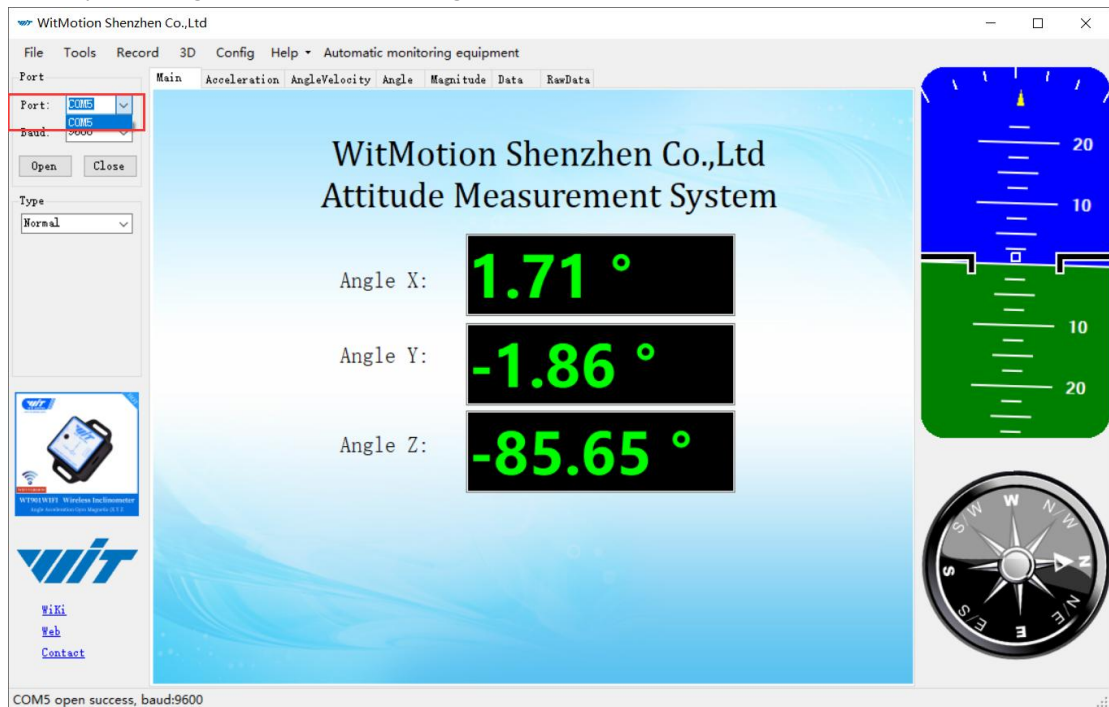 WitMotion Shenzhen Co.,Ltd
File Tools Record 3D Config Help Automatic monitoring equipment
Port
Main Acceleration AngleVelocity Angle Magnitude Data RawData
Port: COM5
COM5
Baud: 9600
Open Close
Type
Normal
WitMotion Shenzhen Co.,Ltd
Attitude Measurement System
Angle X: 1.71 °
Angle Y: -1.86 °
Angle Z: -85.65 °
20
10
10
20
WT901WIFI Wireless Inclinometer
WIT
WiKi
Web
Contact
W
N/W
N
N/E
E
S/E
S
S/W
COM5 open success, baud:9600